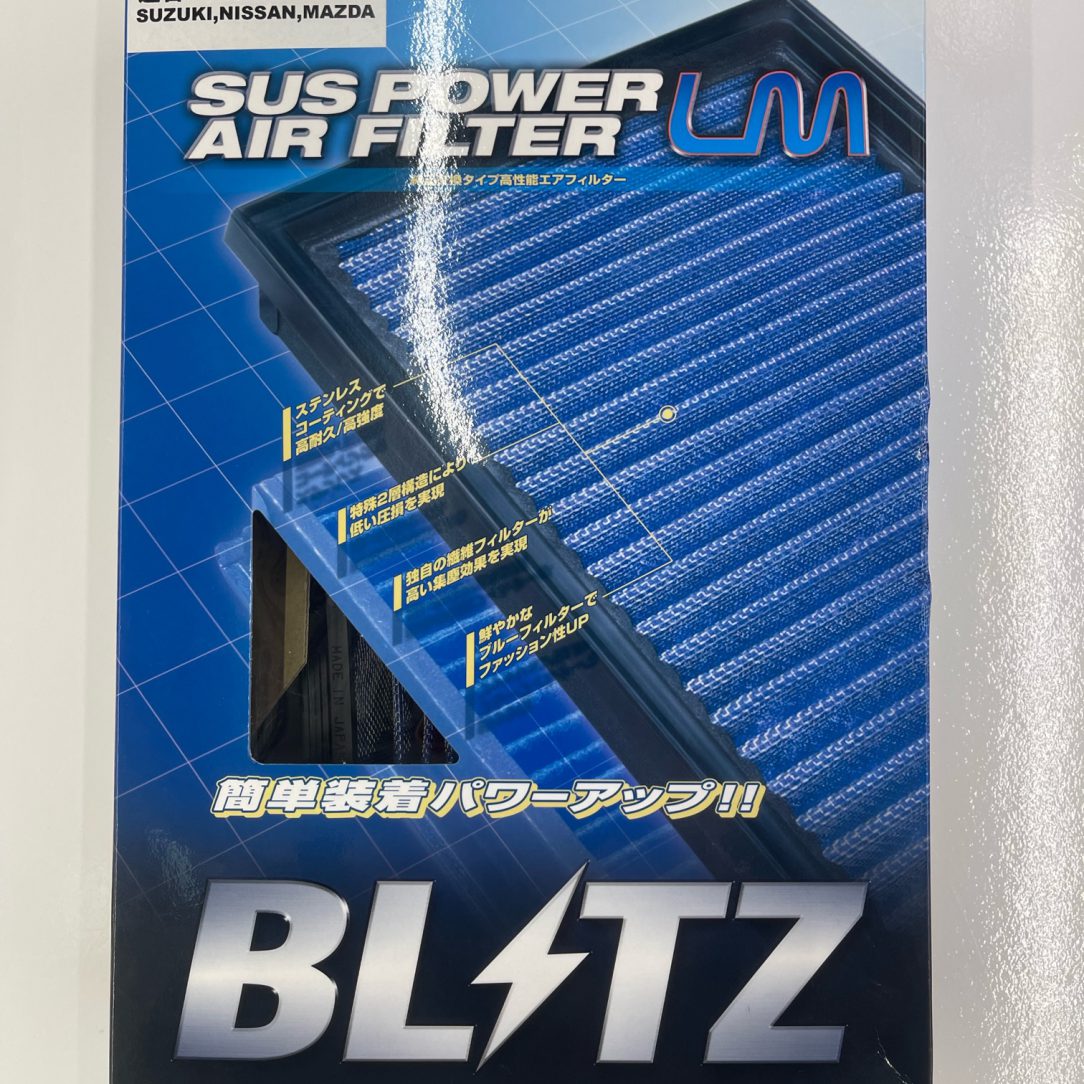 SUZUKI,NISSAN,MAZDA
SUS POWER
AIR FILTER LM
タイプ高性能エアフィルター
ステンレス
コーティングで
高耐久/高強度
特殊2層構造により
低い圧損を実現
独自の繊維フィルターが
高い集塵効果を実現
鮮やかな
ブルーフィルターで
ファッション性UP
MADE IN JAPAN
簡単装着パワーアップ!!
BLITZ